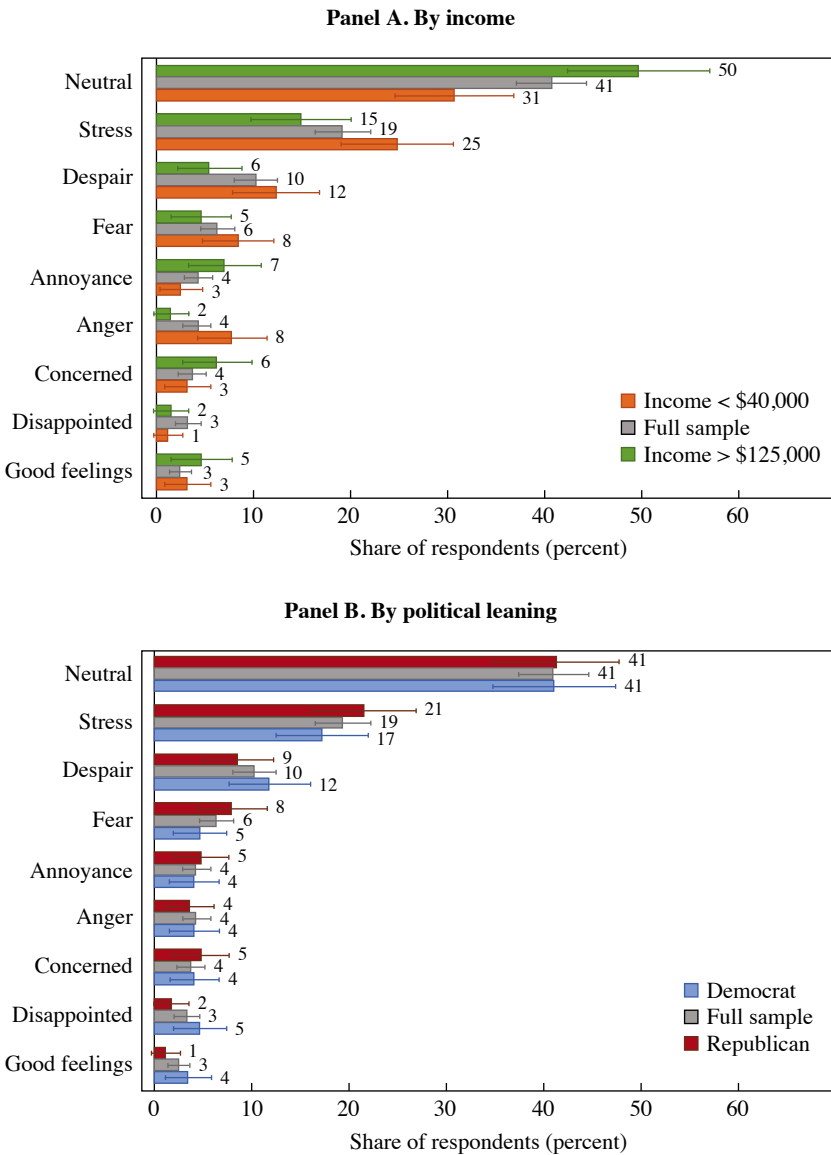 Panel A. By income
Neutral
50
41
31
Stress
15
19
25
Despair
6
10
12
Fear
5
6
8
Annoyance
7
4
3
Anger
2
4
8
Concerned
6
4
3
Disappointed
2
3
1
Good feelings
5
3
3
Income < $40,000
Full sample
Income > $125,000
0 10 20 30 40 50 60
Share of respondents (percent)
Panel B. By political leaning
Neutral
41
41
41
Stress
21
19
17
Despair
9
10
12
Fear
8
6
5
Annoyance
5
4
4
Anger
4
4
4
Concerned
5
4
4
Disappointed
2
3
5
Good feelings
1
3
4
Democrat
Full sample
Republican
0 10 20 30 40 50 60
Share of respondents (percent)